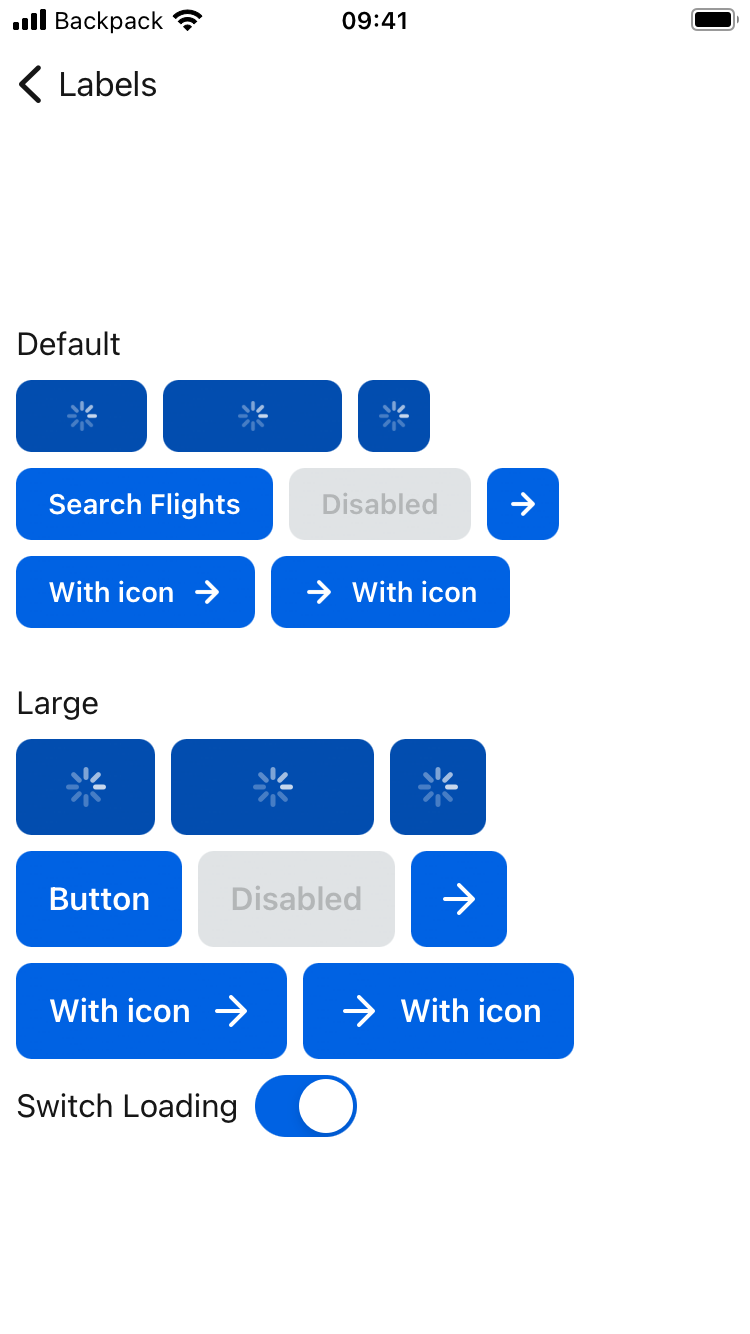 Backpack 09:41
Labels
Default
Search Flights Disabled
With icon With icon
Large
Button Disabled
With icon With icon
Switch Loading